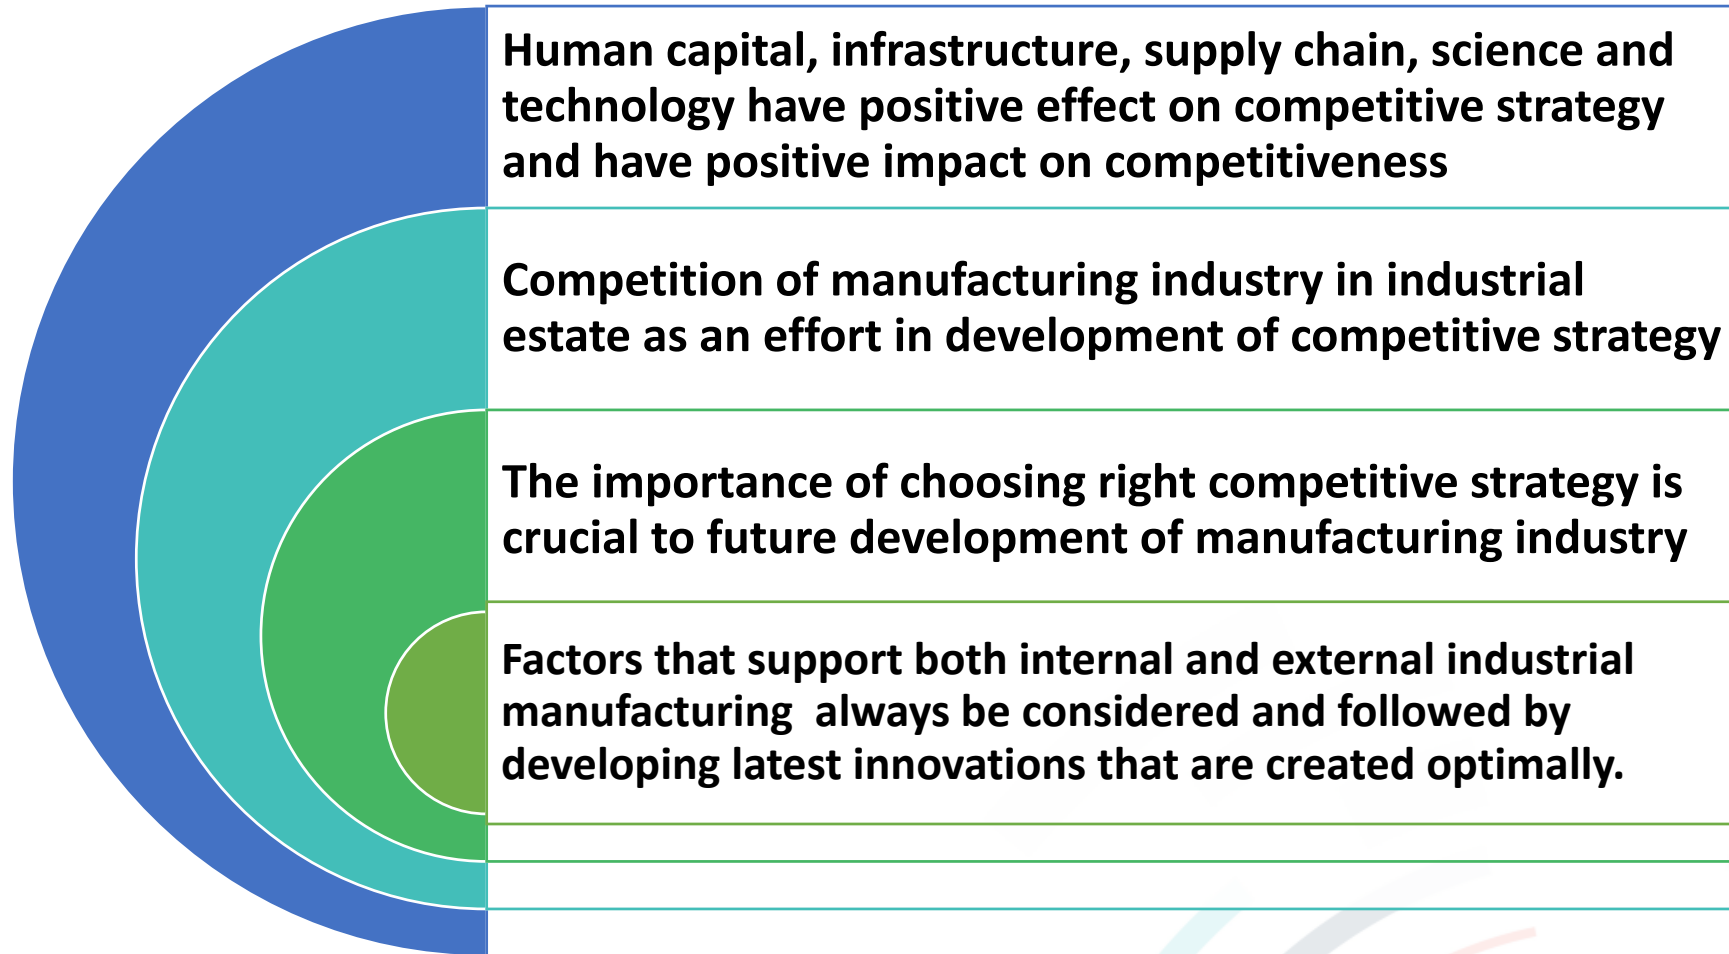 Human capital, infrastructure, supply chain, science and
technology have positive effect on competitive strategy
and have positive impact on competitiveness
Competition of manufacturing industry in industrial
estate as an effort in development of competitive strategy
The importance of choosing right competitive strategy is
crucial to future development of manufacturing industry
Factors that support both internal and external industrial
manufacturing  always be considered and followed by
developing latest innovations that are created optimally.